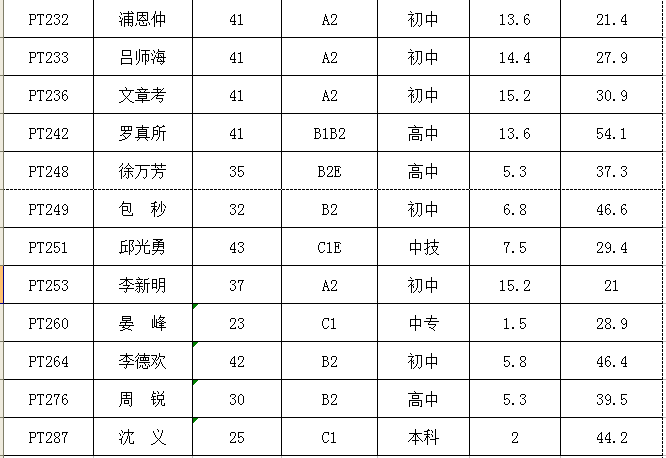 PT232 浦恩仲 41 A2 初中 13.6 21.4
PT233 吕师海 41 A2 初中 14.4 27.9
PT236 文章考 41 A2 初中 15.2 30.9
PT242 罗真所 41 B1B2 高中 13.6 54.1
PT248 徐万芳 35 B2E 高中 5.3 37.3
PT249 包 秒 32 B2 初中 6.8 46.6
PT251 邱光勇 43 C1E 中技 7.5 29.4
PT253 李新明 37 A2 初中 15.2 21
PT260 晏 峰 23 C1 中专 1.5 28.9
PT264 李德欢 42 B2 初中 5.8 46.4
PT276 周 锐 30 B2 高中 5.3 39.5
PT287 沈 义 25 C1 本科 2 44.2